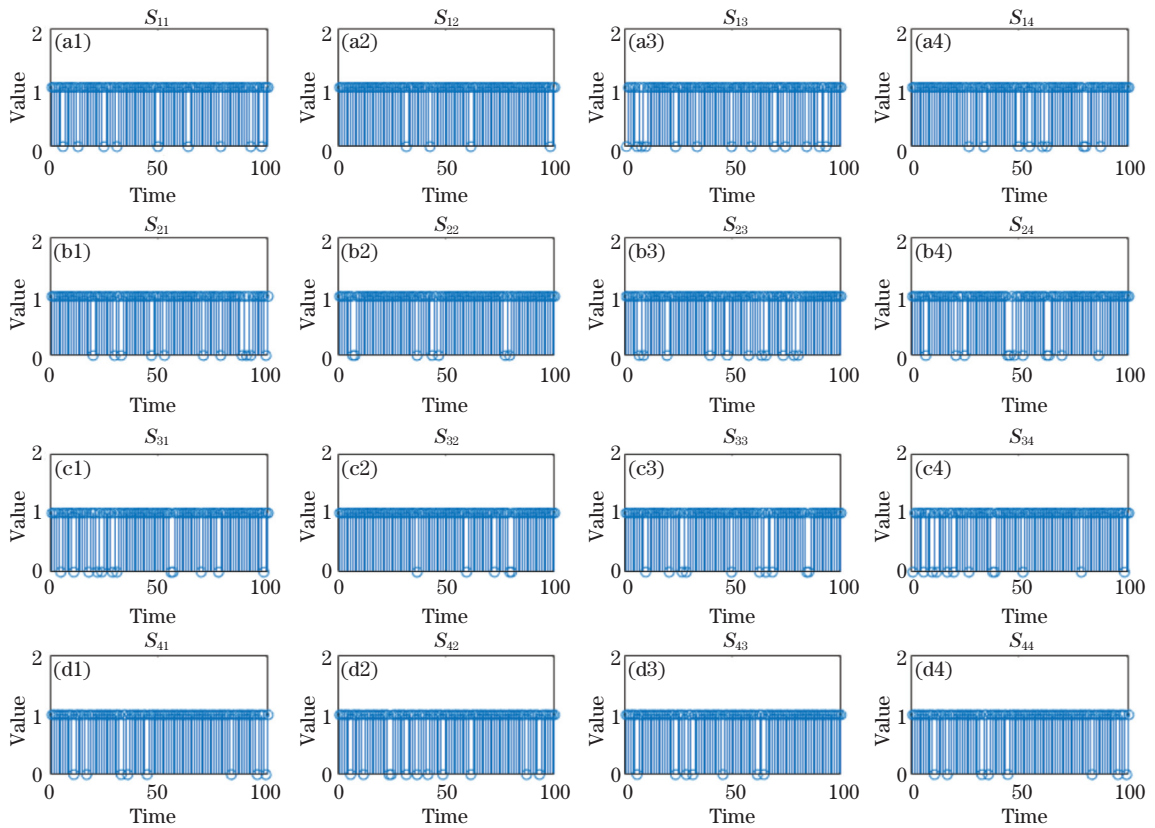 S₁₁ S₁₂ S₁₃ S₁₄
2 2 2 2
(a1) (a2) (a3) (a4)
Value Value Value Value
1 1 1 1
0 0 0 0
0 50 100 0 50 100 0 50 100 0 50 100
Time Time Time Time
S₂₁ S₂₂ S₂₃ S₂₄
2 2 2 2
(b1) (b2) (b3) (b4)
Value Value Value Value
1 1 1 1
0 0 0 0
0 50 100 0 50 100 0 50 100 0 50 100
Time Time Time Time
S₃₁ S₃₂ S₃₃ S₃₄
2 2 2 2
(c1) (c2) (c3) (c4)
Value Value Value Value
1 1 1 1
0 0 0 0
0 50 100 0 50 100 0 50 100 0 50 100
Time Time Time Time
S₄₁ S₄₂ S₄₃ S₄₄
2 2 2 2
(d1) (d2) (d3) (d4)
Value Value Value Value
1 1 1 1
0 0 0 0
0 50 100 0 50 100 0 50 100 0 50 100
Time Time Time Time